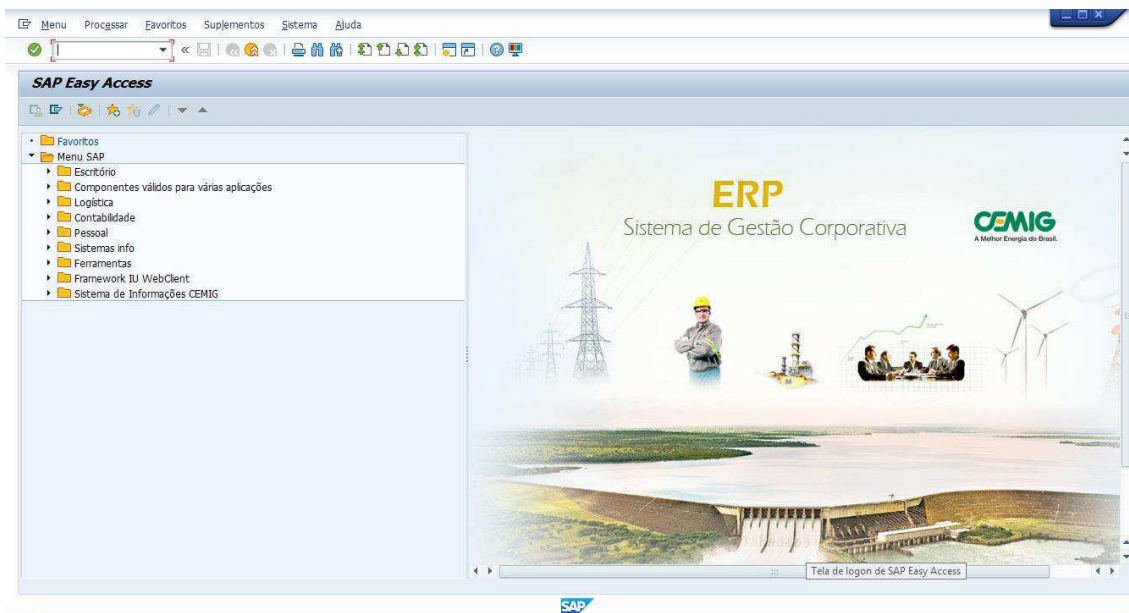 Menu Processar Favoritos Suplementos Sistema Ajuda
SAP Easy Access
Favoritos
Menu SAP
Escritório
Componentes válidos para várias aplicações
Logística
Contabilidade
Pessoal
Sistemas info
Ferramentas
Framework IU WebClient
Sistema de Informações CEMIG
ERP
Sistema de Gestão Corporativa
CEMIG
A Melhor Energia do Brasil.
Tela de logon de SAP Easy Access
SAP